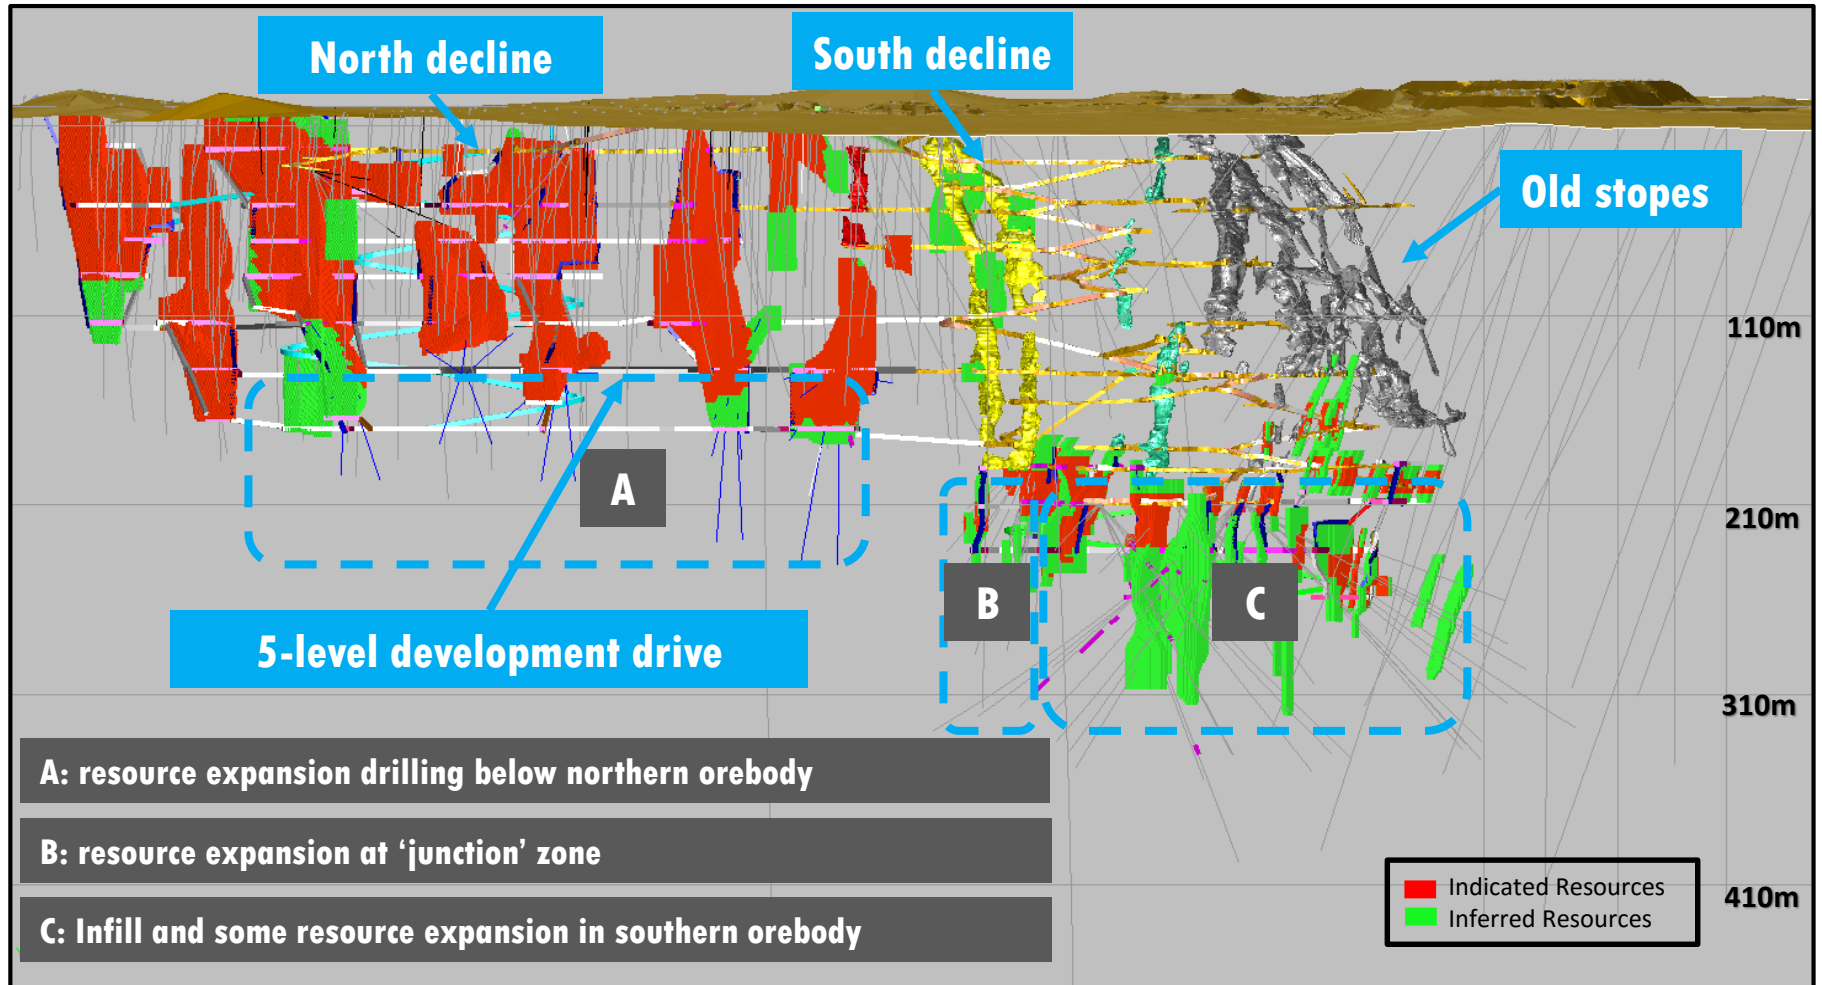 North decline
South decline
Old stopes
110m
A
210m
B
C
5-level development drive
310m
A: resource expansion drilling below northern orebody
B: resource expansion at ‘junction’ zone
Indicated Resources
410m
Inferred Resources
C: Infill and some resource expansion in southern orebody